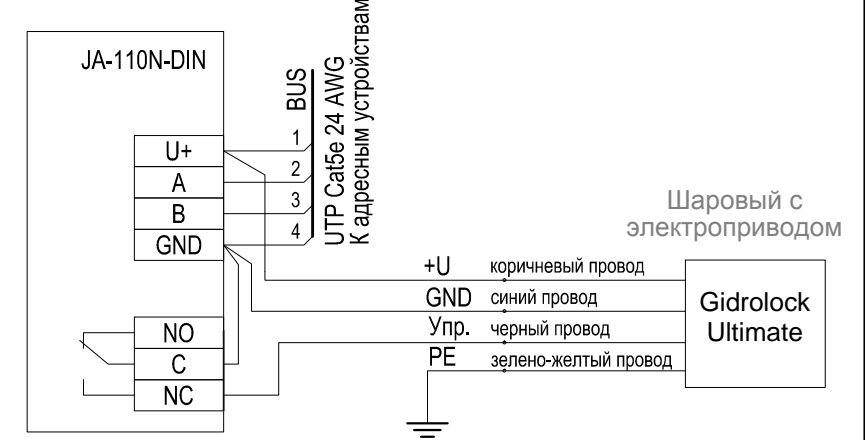 JA-110N-DIN
BUS
UTP Cat5e 24 AWG
К адресным устройствам
U+
A
B
GND
1
2
3
4
NO
C
NC
Шаровый с
электроприводом
+U коричневый провод
GND синий провод
Упр. черный провод
PE зелено-желтый провод
Gidrolock
Ultimate